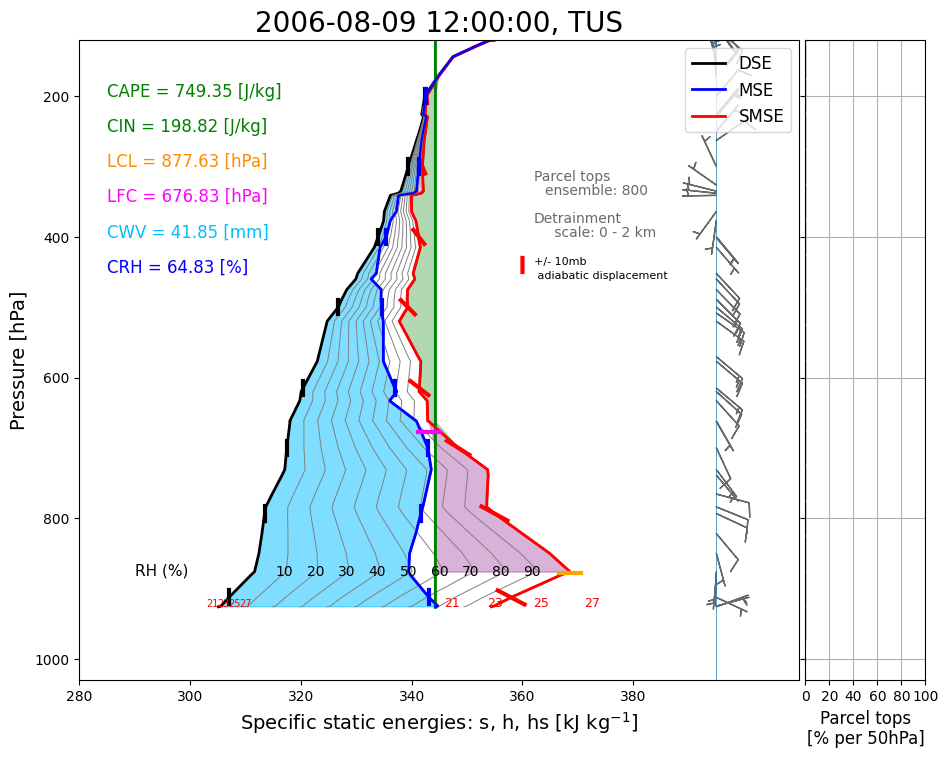 2006-08-09 12:00:00, TUS
DSE
MSE
SMSE
CAPE = 749.35 [J/kg]
CIN = 198.82 [J/kg]
LCL = 877.63 [hPa]
LFC = 676.83 [hPa]
CWV = 41.85 [mm]
CRH = 64.83 [%]
Parcel tops
ensemble: 800
Detrainment
scale: 0 - 2 km
+/- 10mb
adiabatic displacement
200
400
600
800
1000
Pressure [hPa]
RH (%) 10 20 30 40 50 60 70 80 90
21 23 25 27
280 300 320 340 360 380
Specific static energies: s, h, hs [kJ kg⁻¹]
0 20 40 60 80 100
Parcel tops
[% per 50hPa]